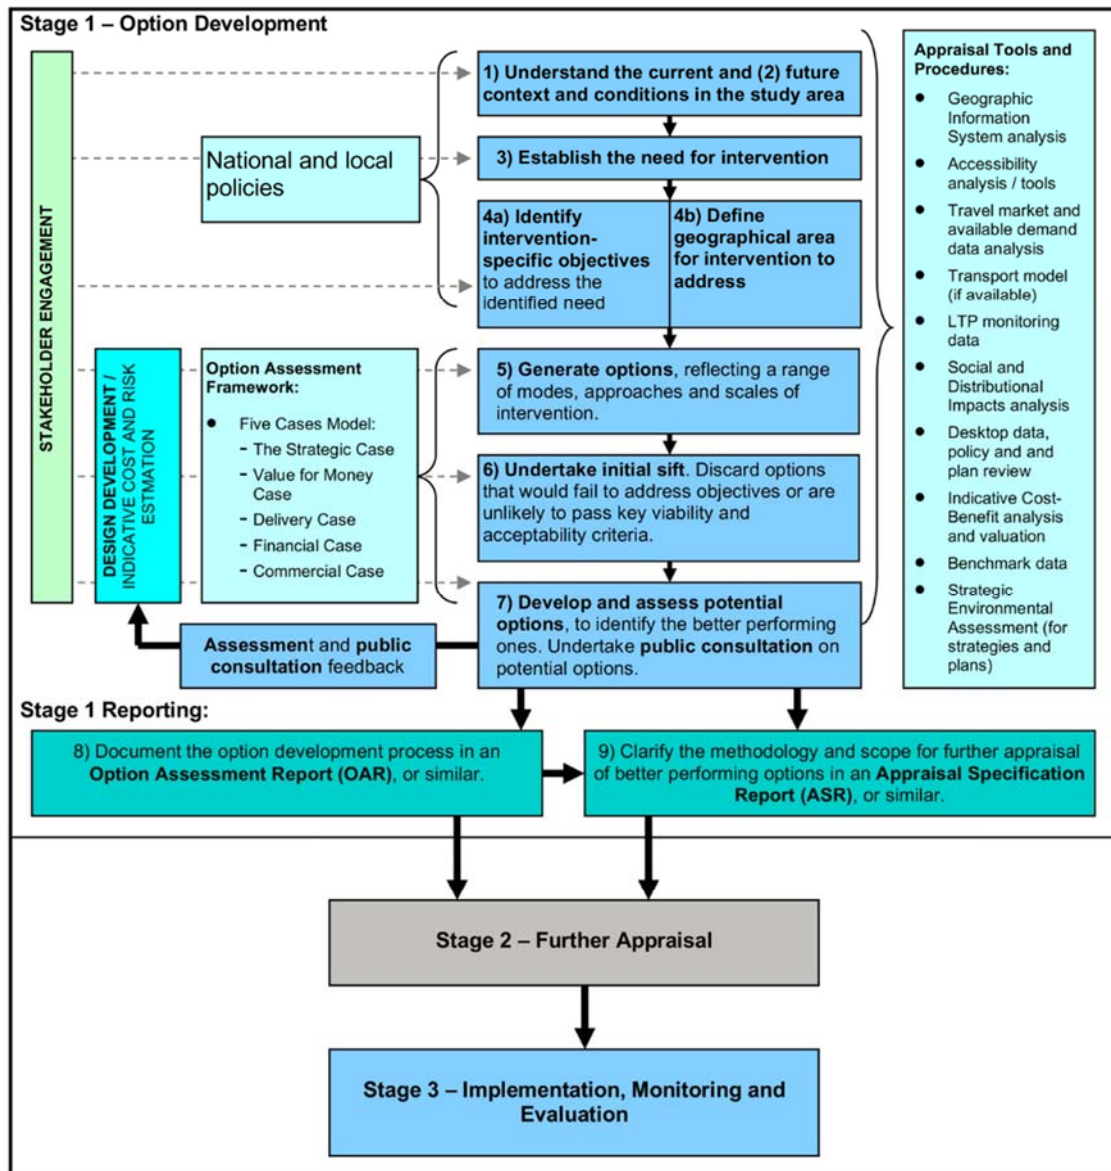 Stage 1 – Option Development
STAKEHOLDER ENGAGEMENT
National and local
policies
1) Understand the current and (2) future
context and conditions in the study area
3) Establish the need for intervention
4a) Identify
intervention-
specific objectives
to address the
identified need
4b) Define
geographical area
for intervention to
address
DESIGN DEVELOPMENT /
INDICATIVE COST AND RISK
ESTMATION
Option Assessment
Framework:
● Five Cases Model:
- The Strategic Case
- Value for Money
Case
- Delivery Case
- Financial Case
- Commercial Case
5) Generate options, reflecting a range
of modes, approaches and scales of
intervention.
6) Undertake initial sift. Discard options
that would fail to address objectives or are
unlikely to pass key viability and
acceptability criteria.
7) Develop and assess potential
options, to identify the better performing
ones. Undertake public consultation on
potential options.
Assessment and public
consultation feedback
Appraisal Tools and
Procedures:
● Geographic
Information
System analysis
● Accessibility
analysis / tools
● Travel market and
available demand
data analysis
● Transport model
(if available)
● LTP monitoring
data
● Social and
Distributional
Impacts analysis
● Desktop data,
policy and and
plan review
● Indicative Cost-
Benefit analysis
and valuation
● Benchmark data
● Strategic
Environmental
Assessment (for
strategies and
plans)
Stage 1 Reporting:
8) Document the option development process in an
Option Assessment Report (OAR), or similar.
9) Clarify the methodology and scope for further appraisal
of better performing options in an Appraisal Specification
Report (ASR), or similar.
Stage 2 – Further Appraisal
Stage 3 – Implementation, Monitoring and
Evaluation